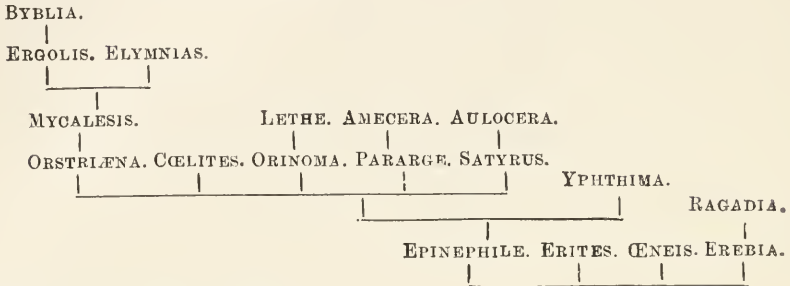 BYBLIA.
ERGOLIS. ELYMNIAS.
MYCALESIS. LETHE. AMECERA. AULOCERA.
ORSTRIÆNA. CŒLITES. ORINOMA. PARARGE. SATYRUS.
YPHTHIMA.
RAGADIA.
EPINEPHILE. ERITES. ŒNEIS. EREBIA.